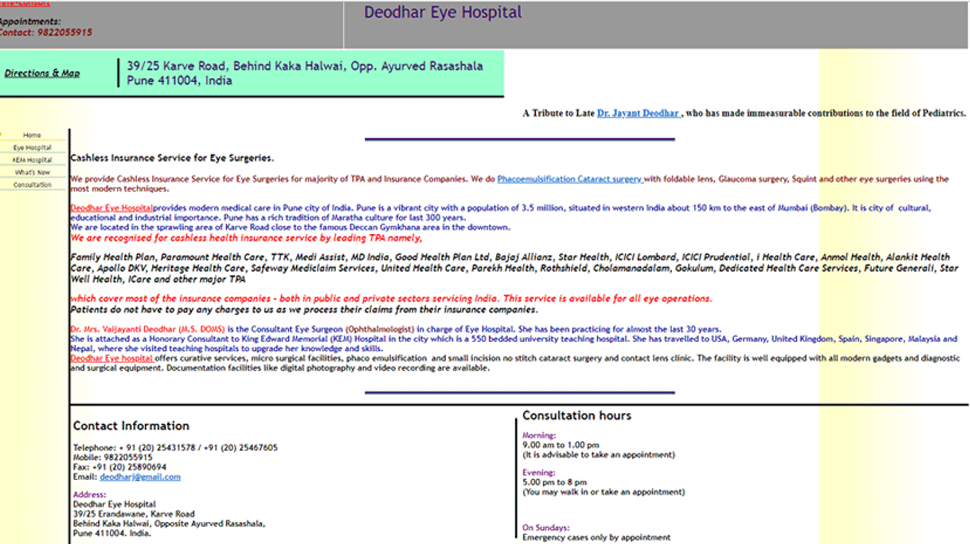 Appointments:
Contact: 9822055915
Deodhar Eye Hospital
Directions & Map
39/25 Karve Road, Behind Kaka Halwai, Opp. Ayurved Rasashala
Pune 411004, India
A Tribute to Late Dr. Jayant Deodhar , who has made immeasurable contributions to the field of Pediatrics.
Home
Eye Hospital
KEM Hospital
What's New
Consultation
Cashless Insurance Service for Eye Surgeries.
We provide Cashless Insurance Service for Eye Surgeries for majority of TPA and Insurance Companies. We do Phacoemulsification Cataract surgery with foldable lens, Glaucoma surgery, Squint and other eye surgeries using the
most modern techniques.
Deodhar Eye Hospital provides modern medical care in Pune city of India. Pune is a vibrant city with a population of 3.5 million, situated in western India about 150 km to the east of Mumbai (Bombay). It is city of cultural,
educational and industrial importance. Pune has a rich tradition of Maratha culture for last 300 years.
We are located in the sprawling area of Karve Road close to the famous Deccan Gymkhana area in the downtown.
We are recognised for cashless health insurance service by leading TPA namely,
Family Health Plan, Paramount Health Care, TTK, Medi Assist, MD India, Good Health Plan Ltd, Bajaj Allianz, Star Health, ICICI Lombard, ICICI Prudential, i Health Care, Anmol Health, Alankit Health
Care, Apollo DKV, Heritage Health Care, Safeway Mediclaim Services, United Health Care, Parekh Health, Rothshield, Cholamanadalam, Gokulum, Dedicated Health Care Services, Future Generali, Star
Well Health, ICare and other major TPA
which cover most of the insurance companies - both in public and private sectors servicing India. This service is available for all eye operations.
Patients do not have to pay any charges to us as we process their claims from their insurance companies.
Dr. Mrs. Vaijayanti Deodhar (M.S. DOMS) is the Consultant Eye Surgeon (Ophthalmologist) in charge of Eye Hospital. She has been practicing for almost the last 30 years.
She is attached as a Honorary Consultant to King Edward Memorial (KEM) Hospital in the city which is a 550 bedded university teaching hospital. She has travelled to USA, Germany, United Kingdom, Spain, Singapore, Malaysia and
Nepal, where she visited teaching hospitals to upgrade her knowledge and skills.
Deodhar Eye hospital offers curative services, micro surgical facilities, phaco emulsification and small incision no stitch cataract surgery and contact lens clinic. The facility is well equipped with all modern gadgets and diagnostic
and surgical equipment. Documentation facilities like digital photography and video recording are available.
Contact Information
Telephone: + 91 (20) 25431578 / +91 (20) 25467605
Mobile: 9822055915
Fax: +91 (20) 25890694
Email: deodharj@gmail.com
Address:
Deodhar Eye Hospital
39/25 Erandawane, Karve Road
Behind Kaka Halwai, Opposite Ayurved Rasashala,
Pune 411004. India.
Consultation hours
Morning:
9.00 am to 1.00 pm
(It is advisable to take an appointment)
Evening:
5.00 pm to 8 pm
(You may walk in or take an appointment)
On Sundays:
Emergency cases only by appointment